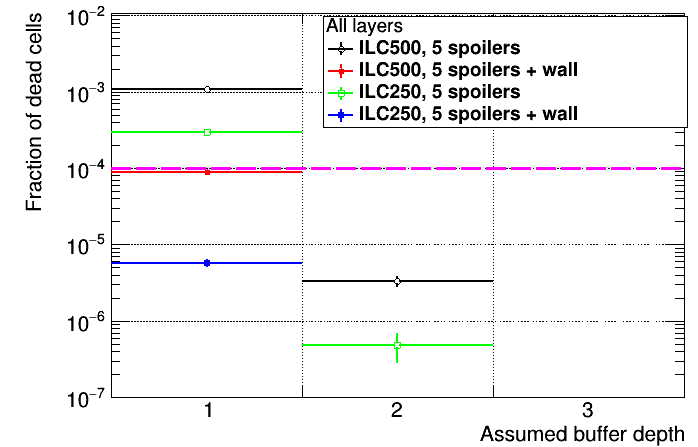 Fraction of dead cells
10⁻²
10⁻³
10⁻⁴
10⁻⁵
10⁻⁶
10⁻⁷
All layers
ILC500, 5 spoilers
ILC500, 5 spoilers + wall
ILC250, 5 spoilers
ILC250, 5 spoilers + wall
1 2 3
Assumed buffer depth